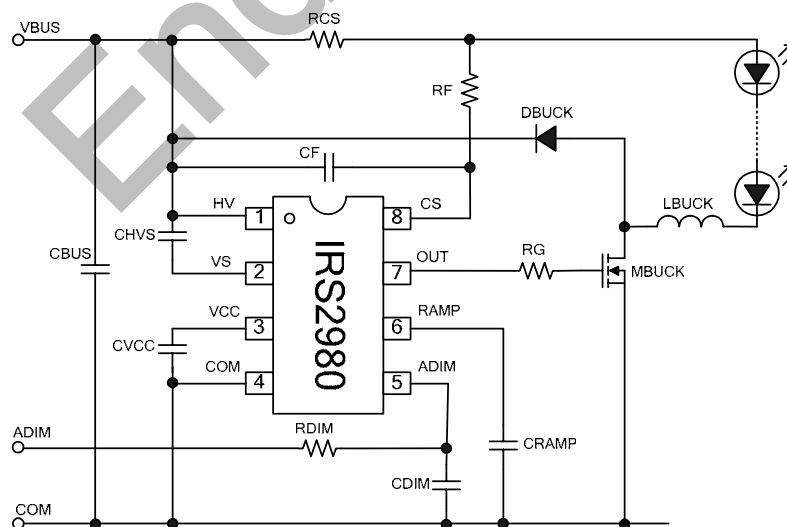 RCS
VBUS
RF
DBUCK
CF
HV
1
8
CS
CHVS
LBUCK
CBUS
VS
2
7
OUT
RG
MBUCK
IRS2980
VCC
3
6
RAMP
CVCC
COM
4
5
ADIM
ADIM
RDIM
CRAMP
CDIM
COM